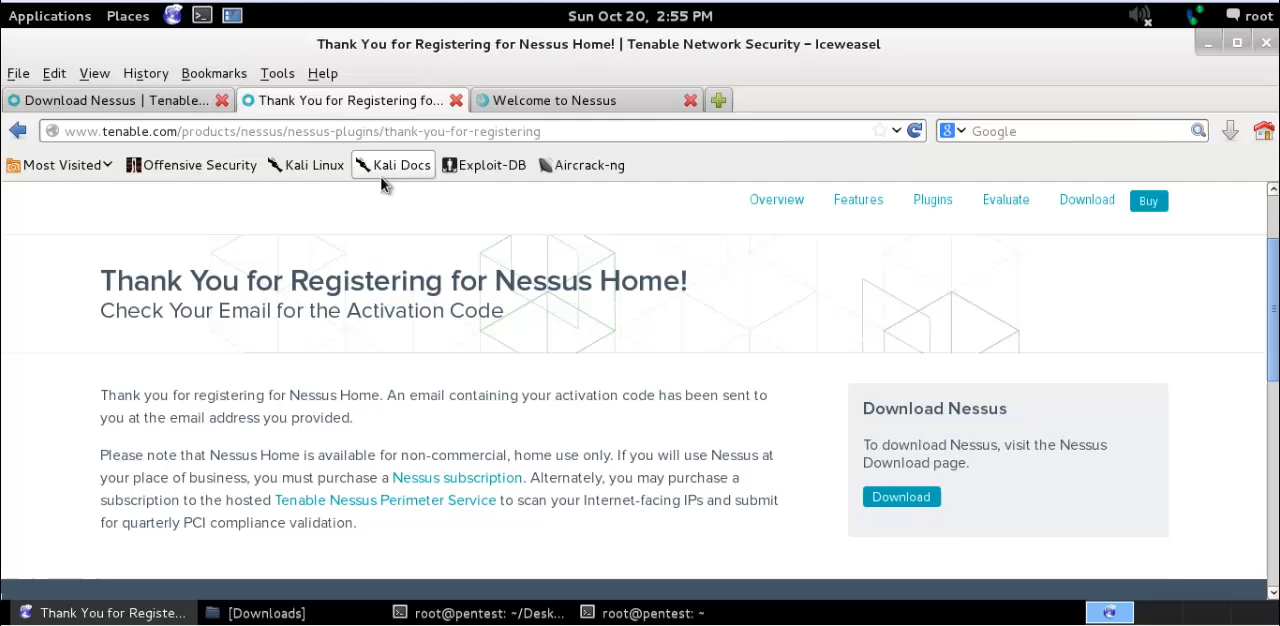 Applications Places Sun Oct 20, 2:55 PM root
Thank You for Registering for Nessus Home! | Tenable Network Security – Iceweasel
File Edit View History Bookmarks Tools Help
Download Nessus | Tenable... Thank You for Registering fo... Welcome to Nessus
www.tenable.com/products/nessus/nessus-plugins/thank-you-for-registering Google
Most Visited Offensive Security Kali Linux Kali Docs Exploit-DB Aircrack-ng
Overview Features Plugins Evaluate Download Buy
Thank You for Registering for Nessus Home!
Check Your Email for the Activation Code
Thank you for registering for Nessus Home. An email containing your activation code has been sent to
you at the email address you provided.
Please note that Nessus Home is available for non-commercial, home use only. If you will use Nessus at
your place of business, you must purchase a Nessus subscription. Alternately, you may purchase a
subscription to the hosted Tenable Nessus Perimeter Service to scan your Internet-facing IPs and submit
for quarterly PCI compliance validation.
Download Nessus
To download Nessus, visit the Nessus
Download page.
Download
Thank You for Registe... [Downloads] root@pentest: ~/Desk... root@pentest: ~